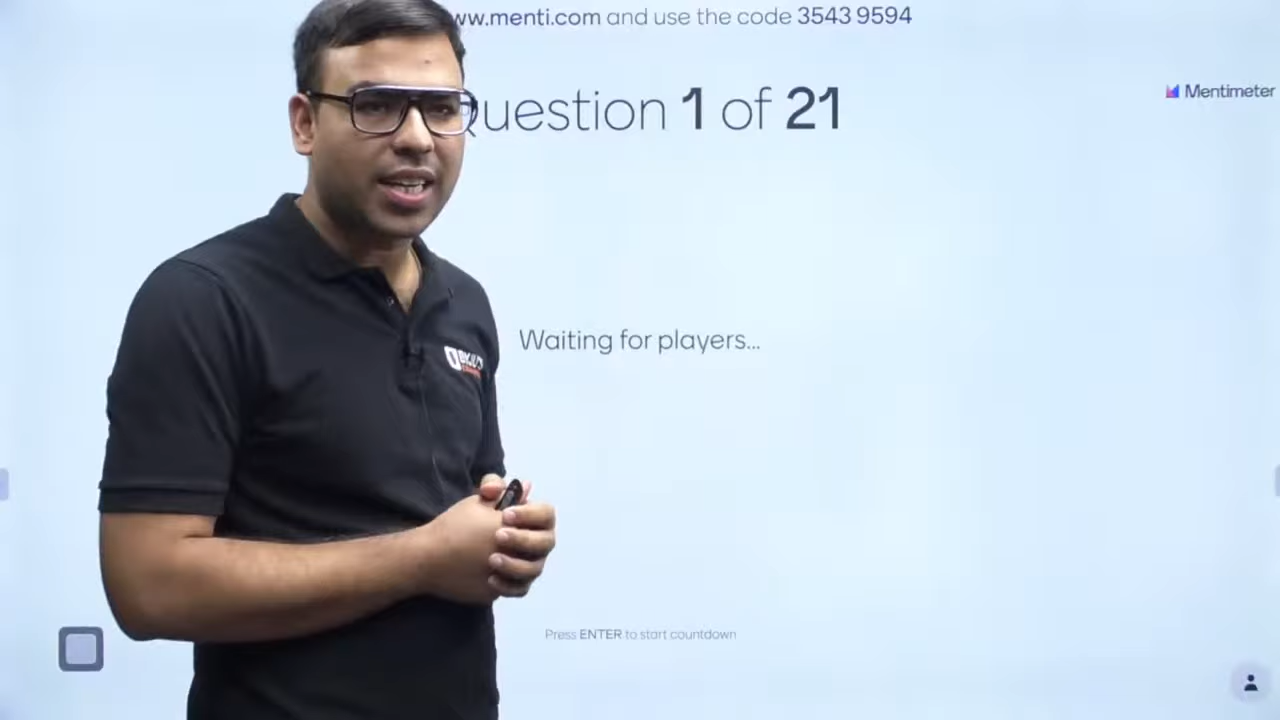 ww.menti.com and use the code 3543 9594
Question 1 of 21
Mentimeter
Waiting for players...
Press ENTER to start countdown